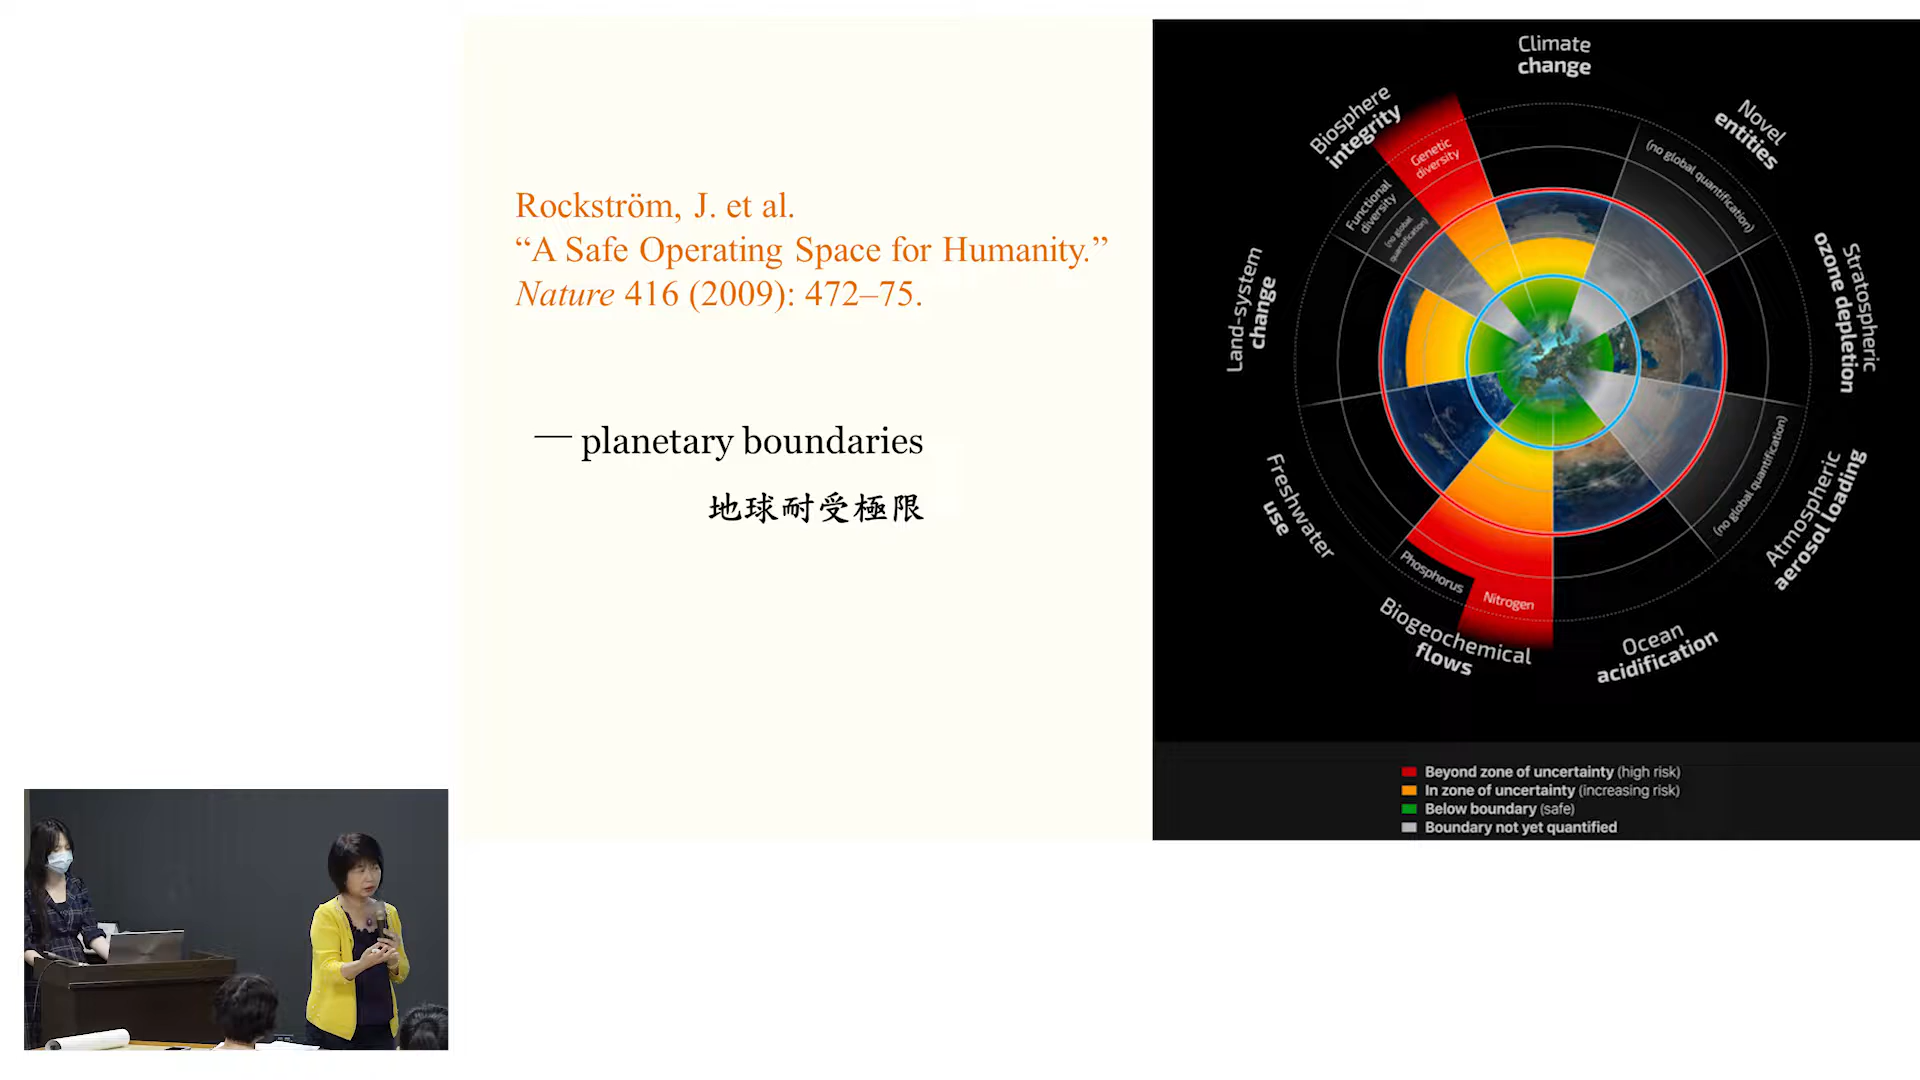 Rockström, J. et al.
“A Safe Operating Space for Humanity.”
Nature 416 (2009): 472–75.
— planetary boundaries
地球耐受極限
Climate
change
Novel
entities
(no global quantification)
Stratospheric
ozone depletion
Atmospheric
aerosol loading
(no global quantification)
Ocean
acidification
Biogeochemical
flows
Phosphorus
Nitrogen
Freshwater
use
Land-system
change
Biosphere
integrity
Genetic
diversity
Functional
diversity
(no global
quantification)
Beyond zone of uncertainty (high risk)
In zone of uncertainty (increasing risk)
Below boundary (safe)
Boundary not yet quantified